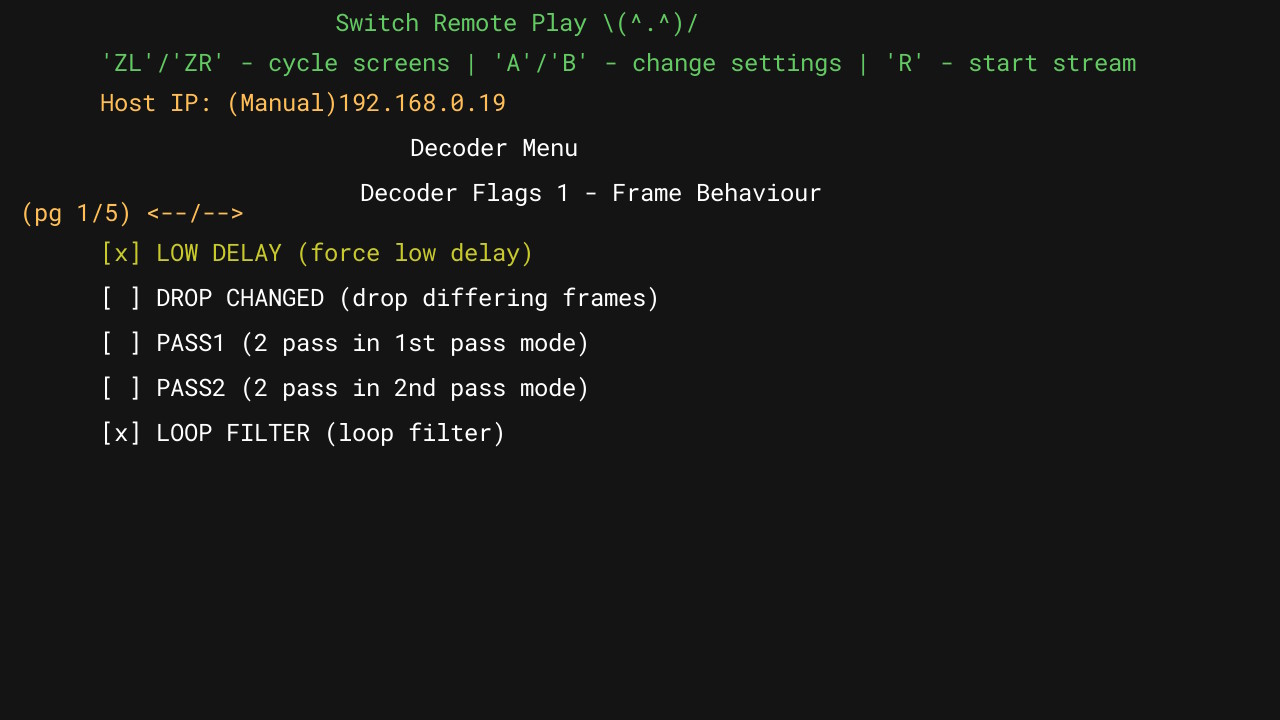 Switch Remote Play \(^.^)/
'ZL'/'ZR' - cycle screens | 'A'/'B' - change settings | 'R' - start stream
Host IP: (Manual)192.168.0.19
Decoder Menu
Decoder Flags 1 - Frame Behaviour
(pg 1/5) <--/-->
[x] LOW DELAY (force low delay)
[ ] DROP CHANGED (drop differing frames)
[ ] PASS1 (2 pass in 1st pass mode)
[ ] PASS2 (2 pass in 2nd pass mode)
[x] LOOP FILTER (loop filter)